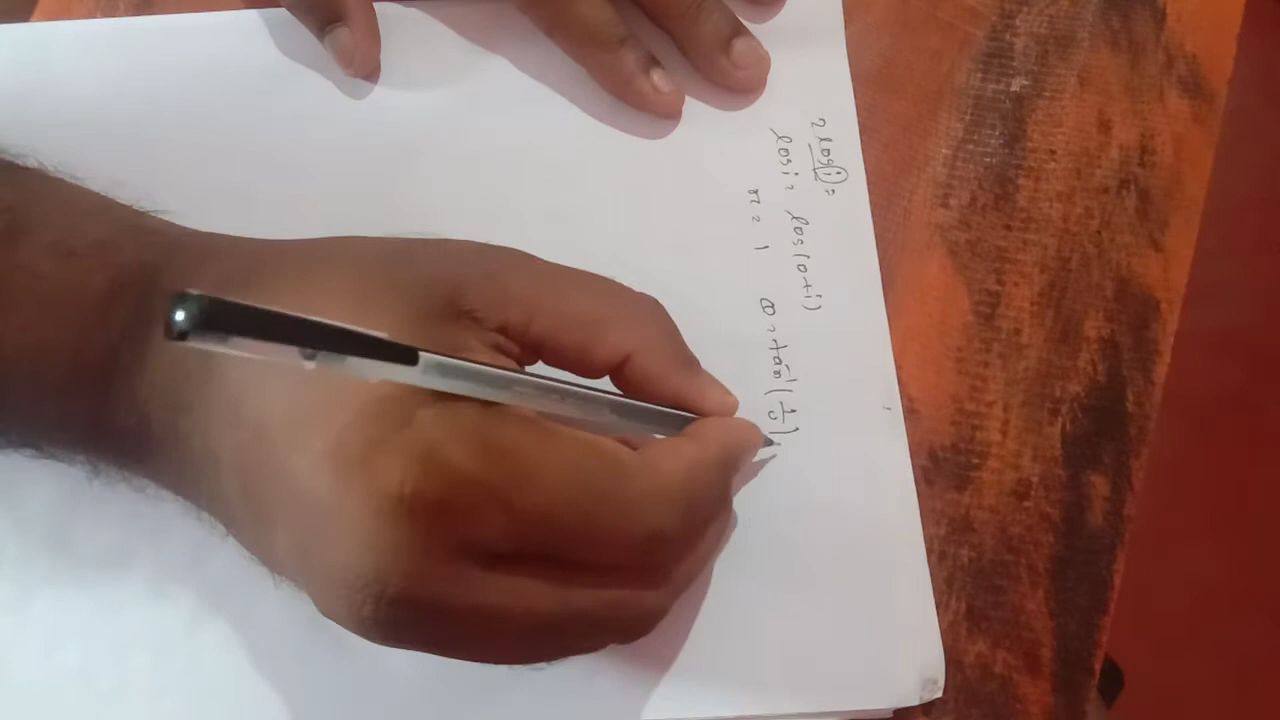 2 log i =
log i = log(0+i)
r = 1 θ = tan⁻¹(1/0)